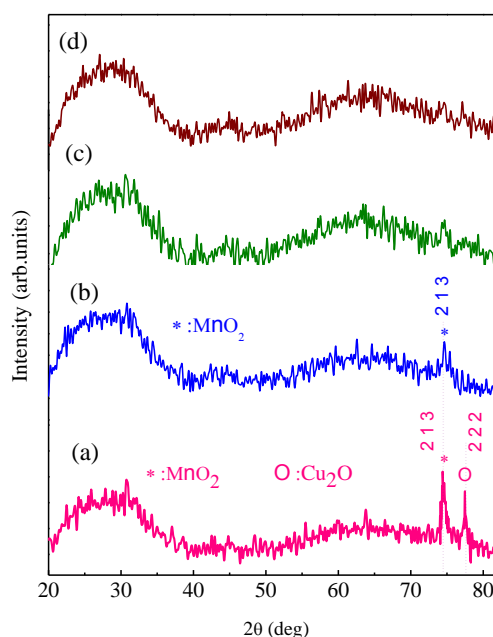 (d)
(c)
Intensity (arb.units)
(b)
* :MnO2
* 2 1 3
(a)
* :MnO2
O :Cu2O
* 2 1 3
O 2 2 2
20 30 40 50 60 70 80
2θ (deg)